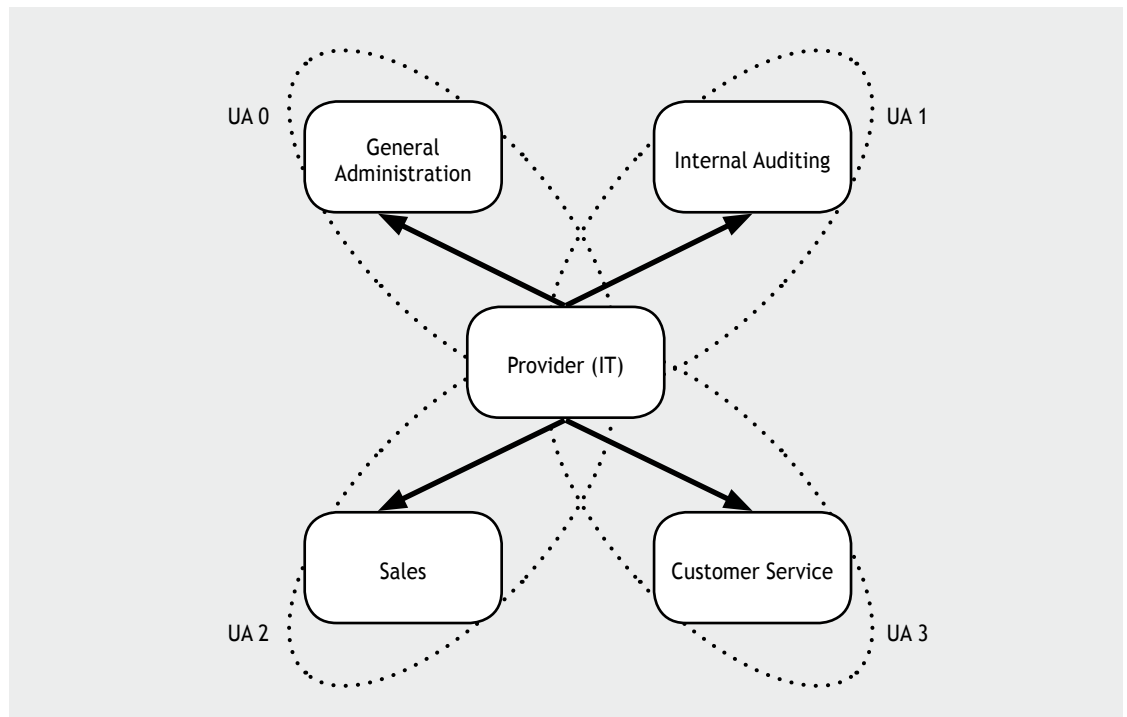 UA 0
General
Administration
Internal Auditing
UA 1
Provider (IT)
Sales
Customer Service
UA 2
UA 3